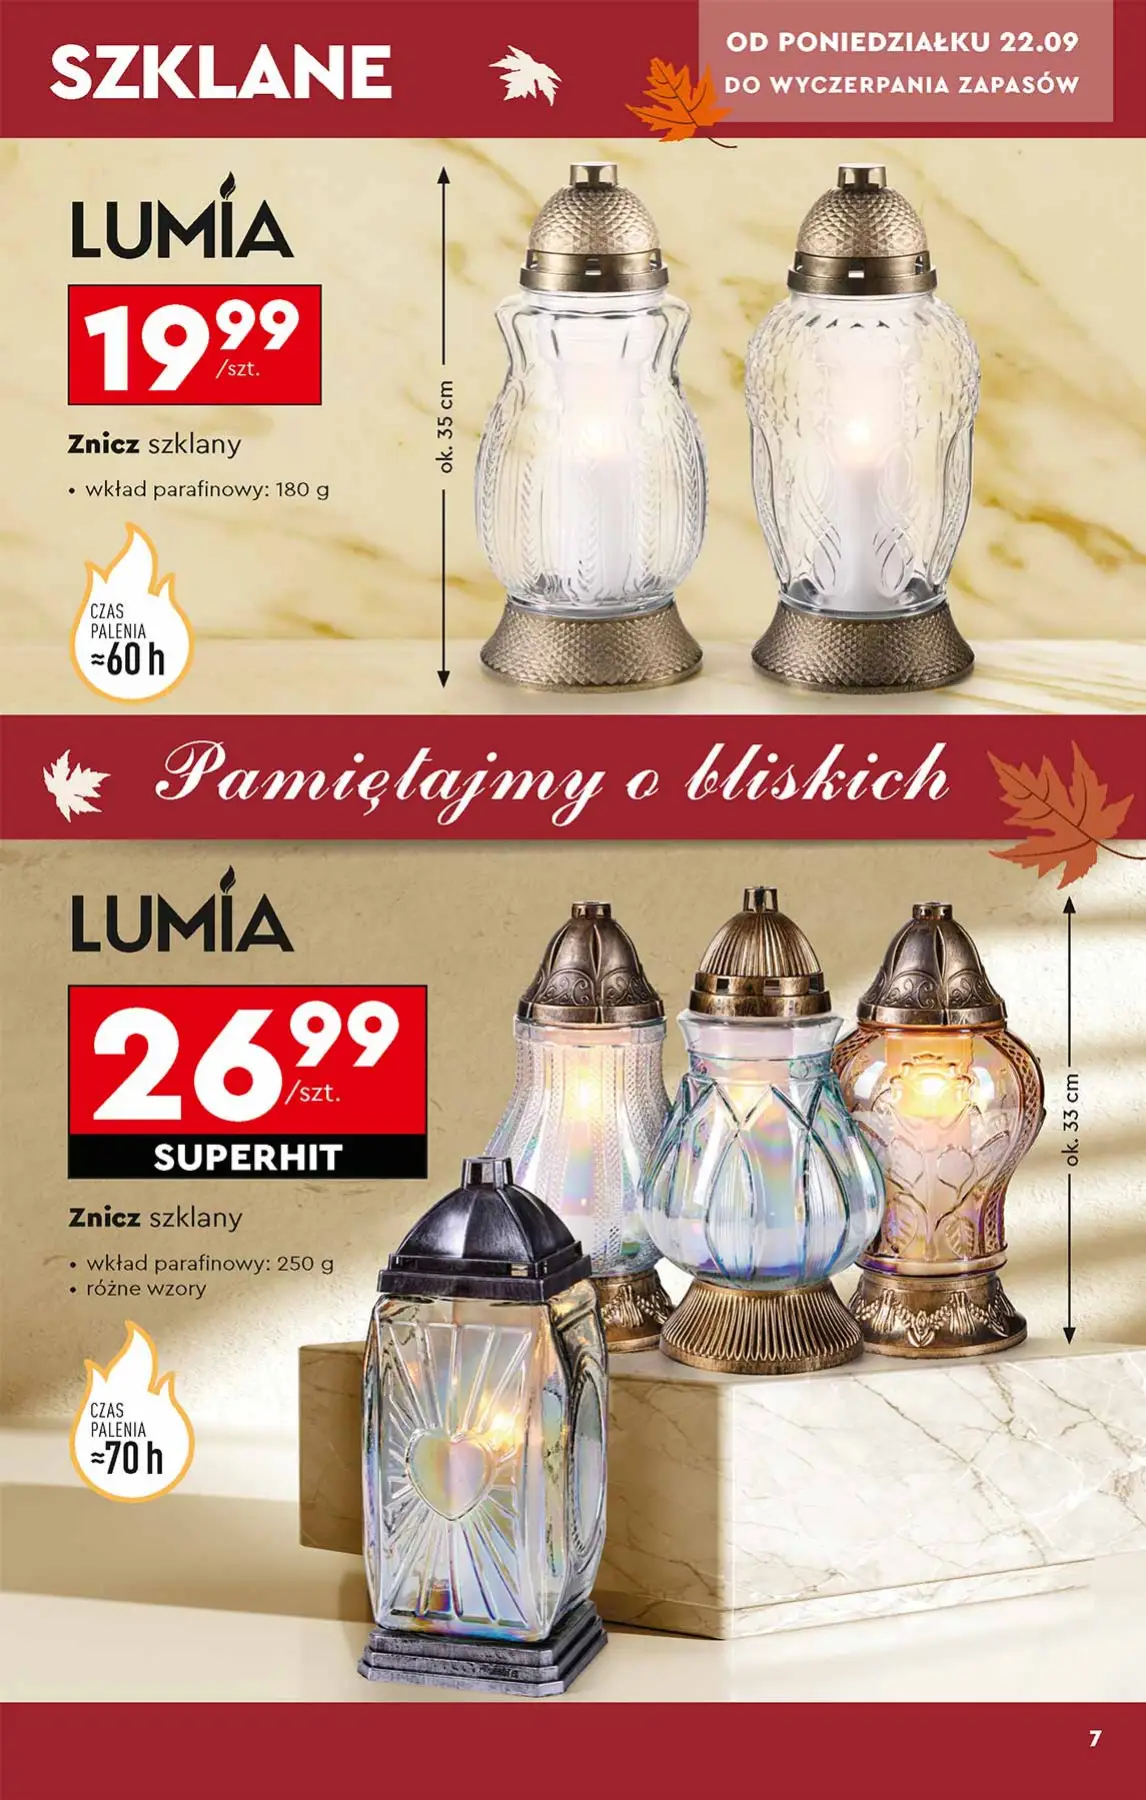 SZKLANE
OD PONIEDZIAŁKU 22.09
DO WYCZERPANIA ZAPASÓW
LUMIA
19 99
/szt.
Znicz szklany
• wkład parafinowy: 180 g
CZAS
PALENIA
≈60 h
ok. 35 cm
Pamiętajmy o bliskich
LUMIA
26 99
/szt.
SUPERHIT
Znicz szklany
• wkład parafinowy: 250 g
• różne wzory
CZAS
PALENIA
≈70 h
ok. 33 cm
7